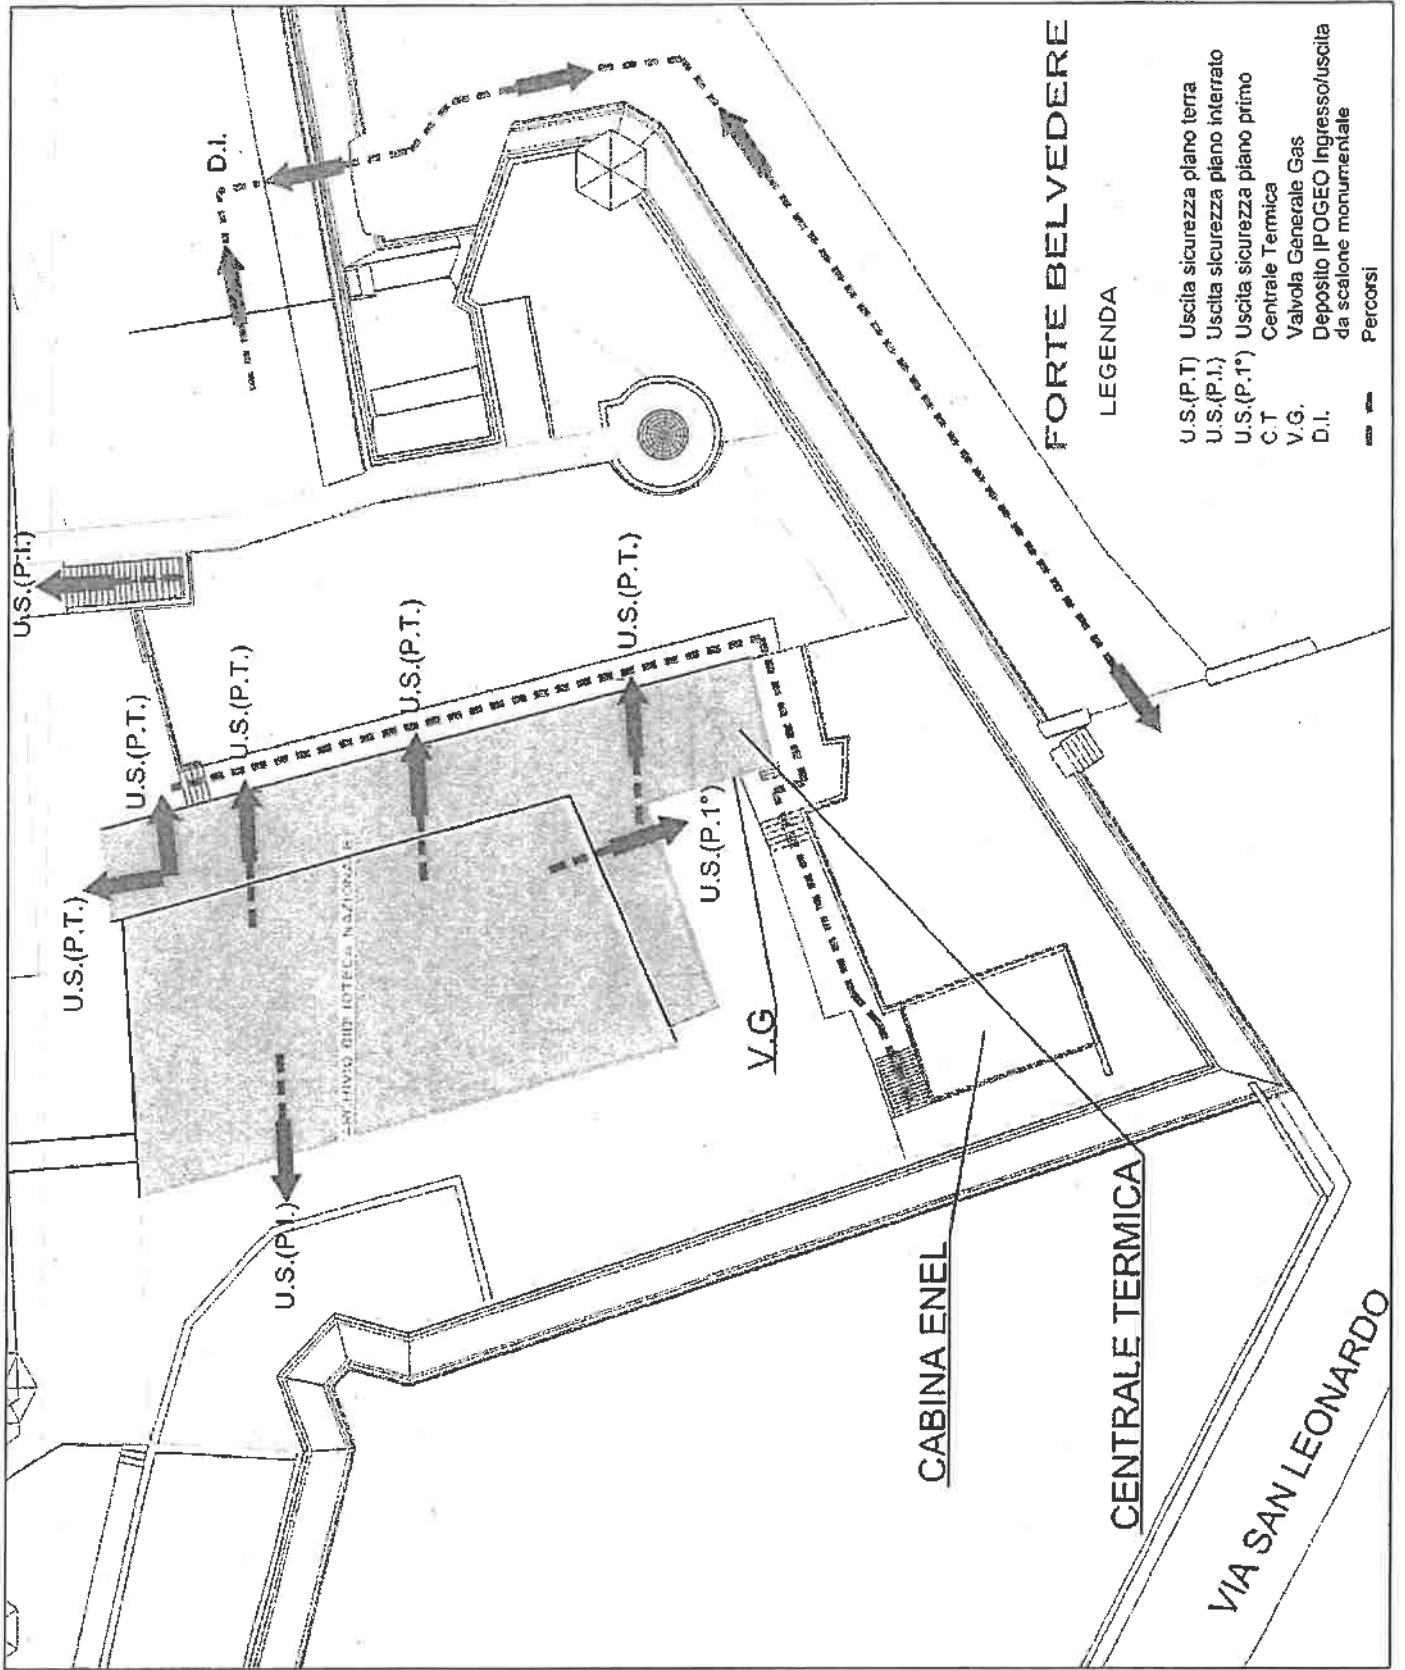 U.S.(P.I.)
U.S.(P.T.)
U.S.(P.T.)
D.I.
U.S.(P.T.)
U.S.(P.I.)
NAZIONALE
U.S.(P.T.)
U.S.(P.T.)
U.S.(P.1°)
V.G
CABINA ENEL
CENTRALE TERMICA
VIA SAN LEONARDO
FORTE BELVEDERE
LEGENDA
U.S.(P.T) Uscita sicurezza piano terra
U.S.(P.I.) Uscita sicurezza piano interrato
U.S.(P.1°) Uscita sicurezza piano primo
C.T Centrale Termica
V.G. Valvola Generale Gas
D.I. Deposito IPOGEO Ingresso/uscita
da scalone monumentale
Percorsi